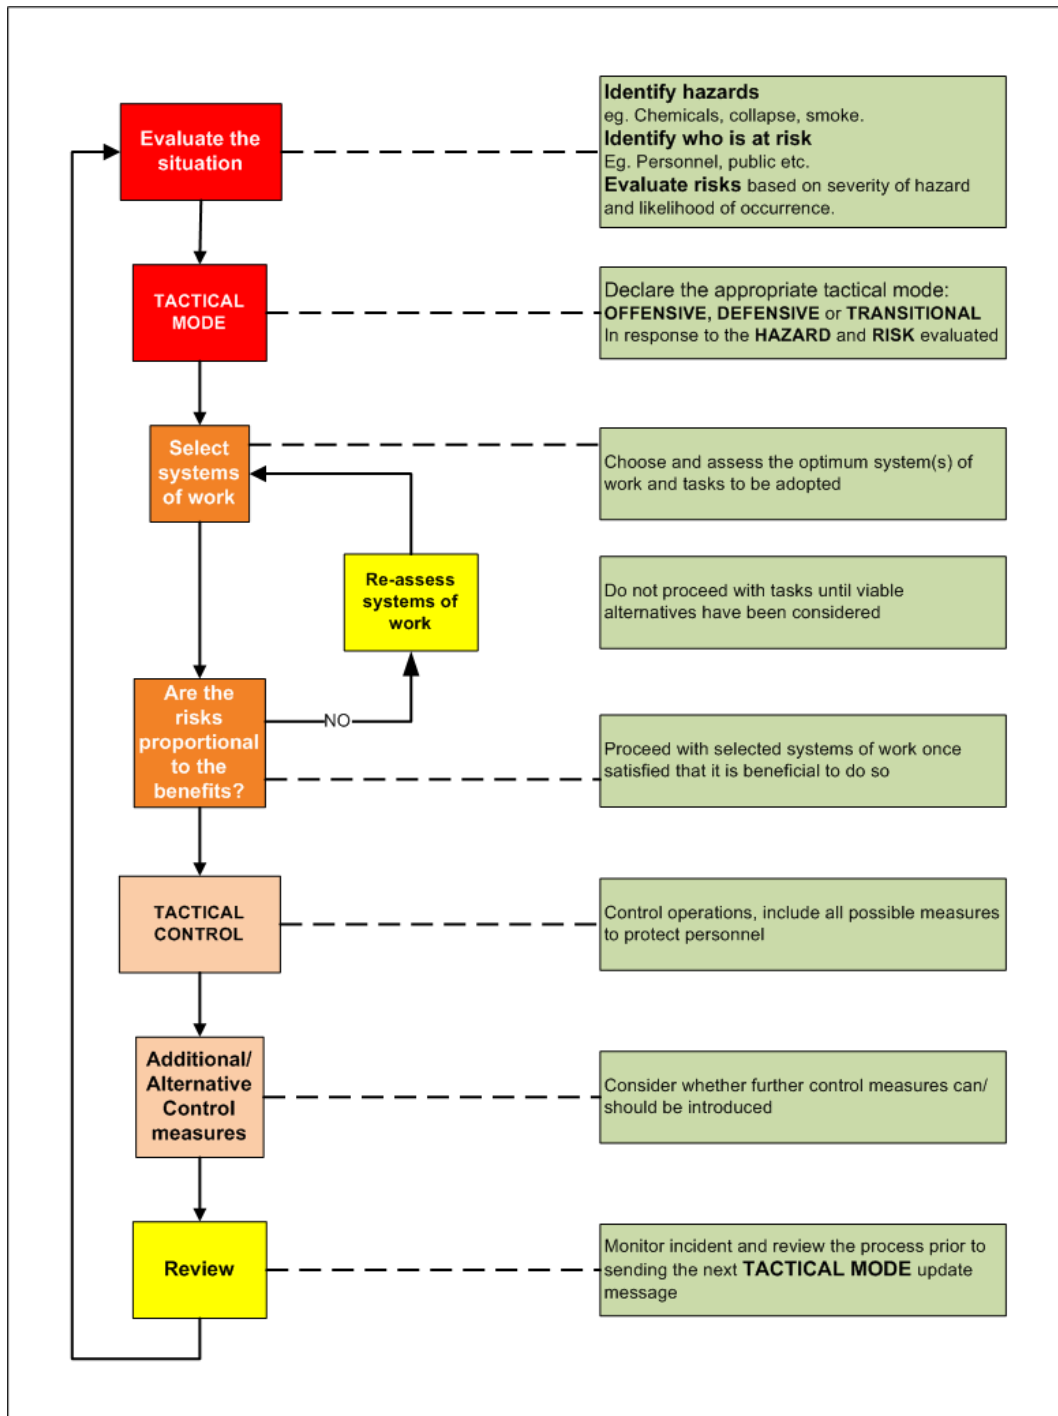 Evaluate the
situation
Identify hazards
eg. Chemicals, collapse, smoke.
Identify who is at risk
Eg. Personnel, public etc.
Evaluate risks based on severity of hazard
and likelihood of occurrence.
TACTICAL
MODE
Declare the appropriate tactical mode:
OFFENSIVE, DEFENSIVE or TRANSITIONAL
In response to the HAZARD and RISK evaluated
Select
systems
of work
Choose and assess the optimum system(s) of
work and tasks to be adopted
Re-assess
systems of
work
Do not proceed with tasks until viable
alternatives have been considered
Are the
risks
proportional
to the
benefits?
NO
Proceed with selected systems of work once
satisfied that it is beneficial to do so
TACTICAL
CONTROL
Control operations, include all possible measures
to protect personnel
Additional/
Alternative
Control
measures
Consider whether further control measures can/
should be introduced
Review
Monitor incident and review the process prior to
sending the next TACTICAL MODE update
message